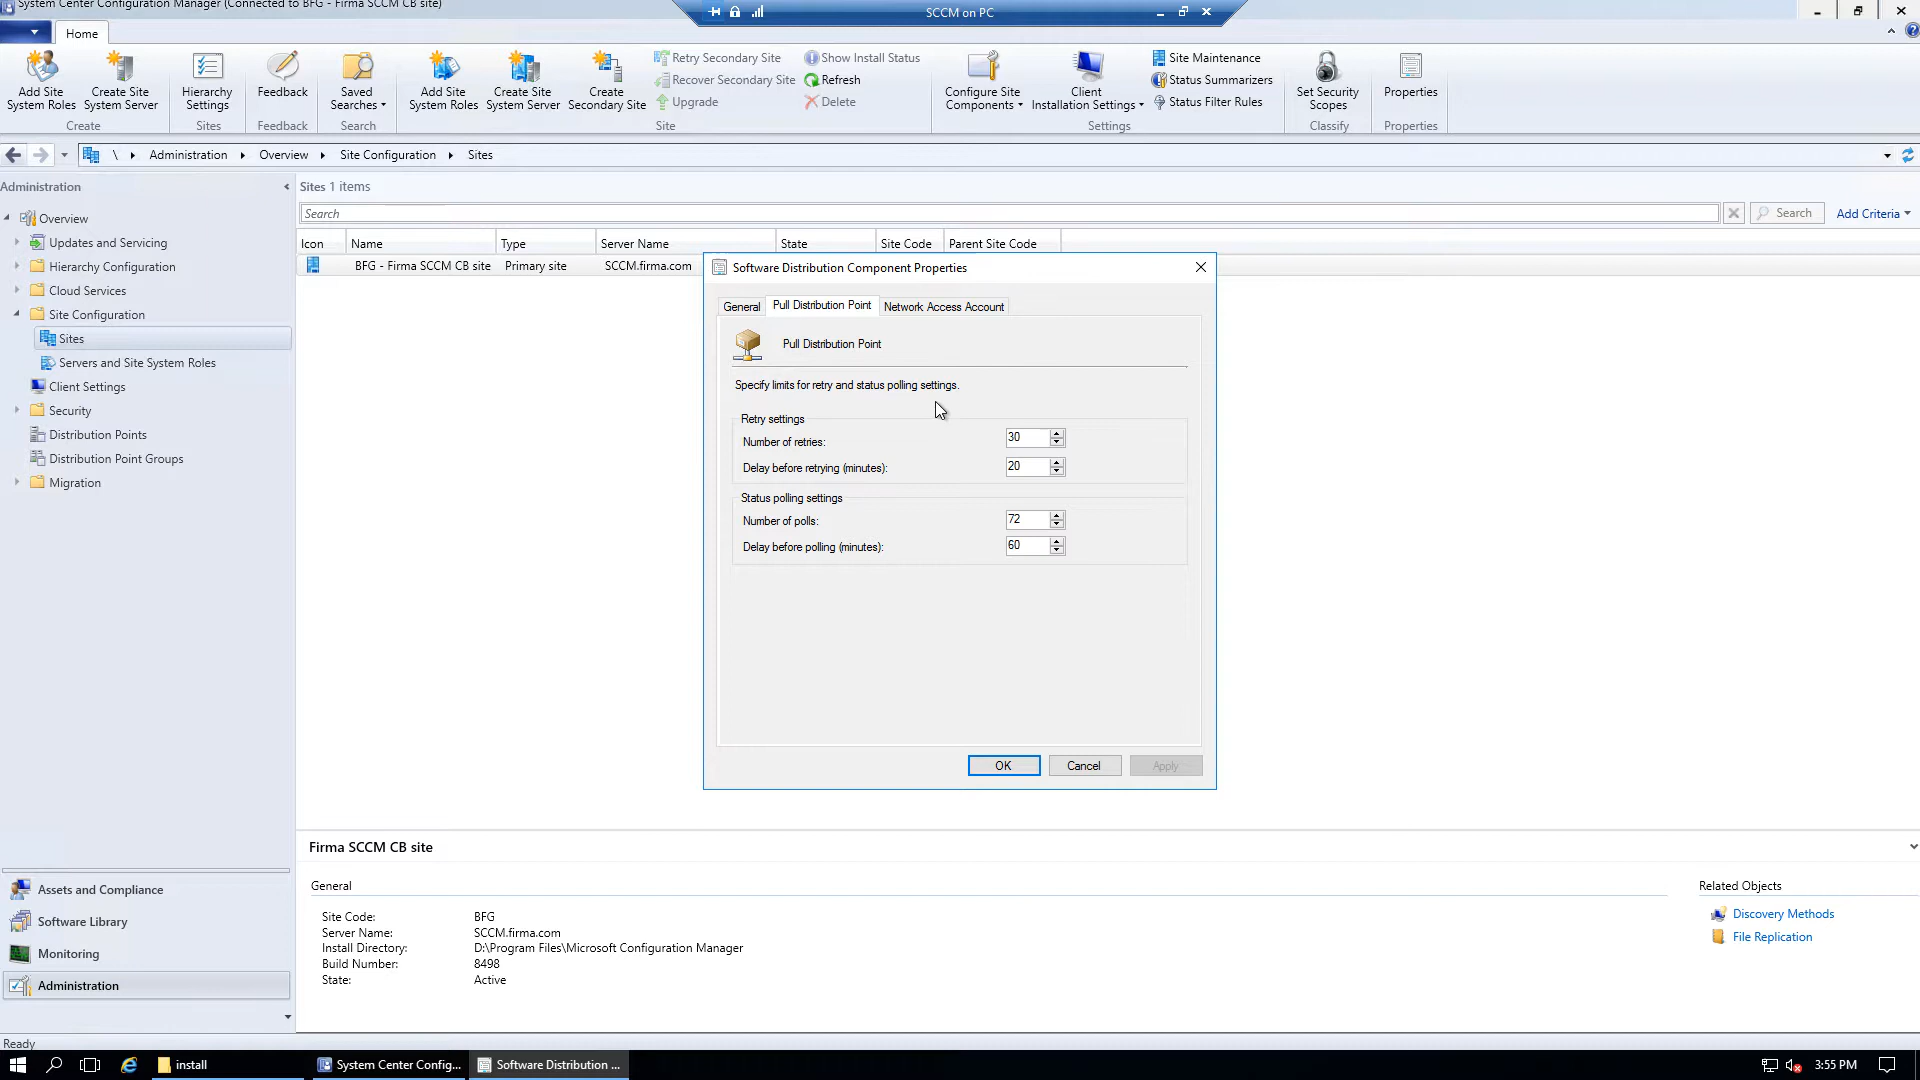 System Center Configuration Manager (Connected to BFG - Firma SCCM CB site)
SCCM on PC
Home
Add Site System Roles
Create Site System Server
Create
Hierarchy Settings
Sites
Feedback
Feedback
Saved Searches
Search
Add Site System Roles
Create Site System Server
Create Secondary Site
Retry Secondary Site
Recover Secondary Site
Upgrade
Show Install Status
Refresh
Delete
Site
Configure Site Components
Client Installation Settings
Site Maintenance
Status Summarizers
Status Filter Rules
Settings
Set Security Scopes
Classify
Properties
Properties
\ Administration Overview Site Configuration Sites
Administration
Overview
Updates and Servicing
Hierarchy Configuration
Cloud Services
Site Configuration
Sites
Servers and Site System Roles
Client Settings
Security
Distribution Points
Distribution Point Groups
Migration
Assets and Compliance
Software Library
Monitoring
Administration
Sites 1 items
Search
Search
Add Criteria
Icon Name Type Server Name State Site Code Parent Site Code
BFG - Firma SCCM CB site Primary site SCCM.firma.com
Software Distribution Component Properties
General Pull Distribution Point Network Access Account
Pull Distribution Point
Specify limits for retry and status polling settings.
Retry settings
Number of retries: 30
Delay before retrying (minutes): 20
Status polling settings
Number of polls: 72
Delay before polling (minutes): 60
OK Cancel Apply
Firma SCCM CB site
General
Site Code: BFG
Server Name: SCCM.firma.com
Install Directory: D:\Program Files\Microsoft Configuration Manager
Build Number: 8498
State: Active
Related Objects
Discovery Methods
File Replication
Ready
install
System Center Config...
Software Distribution ...
3:55 PM